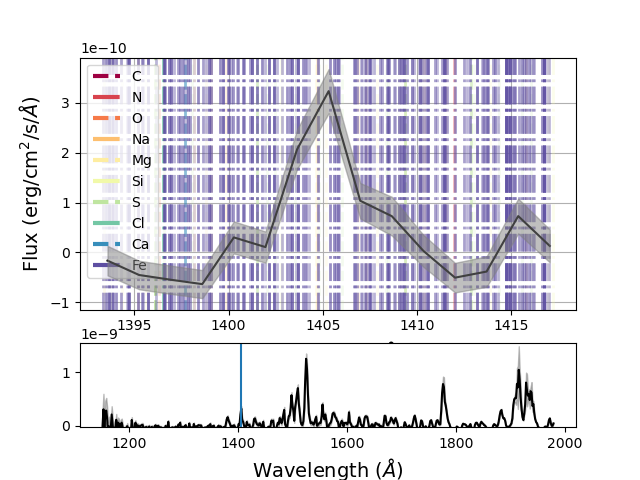 1e−10
Flux (erg/cm²/s/Å)
3
2
1
0
−1
C
N
O
Na
Mg
Si
S
Cl
Ca
Fe
1395 1400 1405 1410 1415
1e−9
1
0
1200 1400 1600 1800 2000
Wavelength (Å)